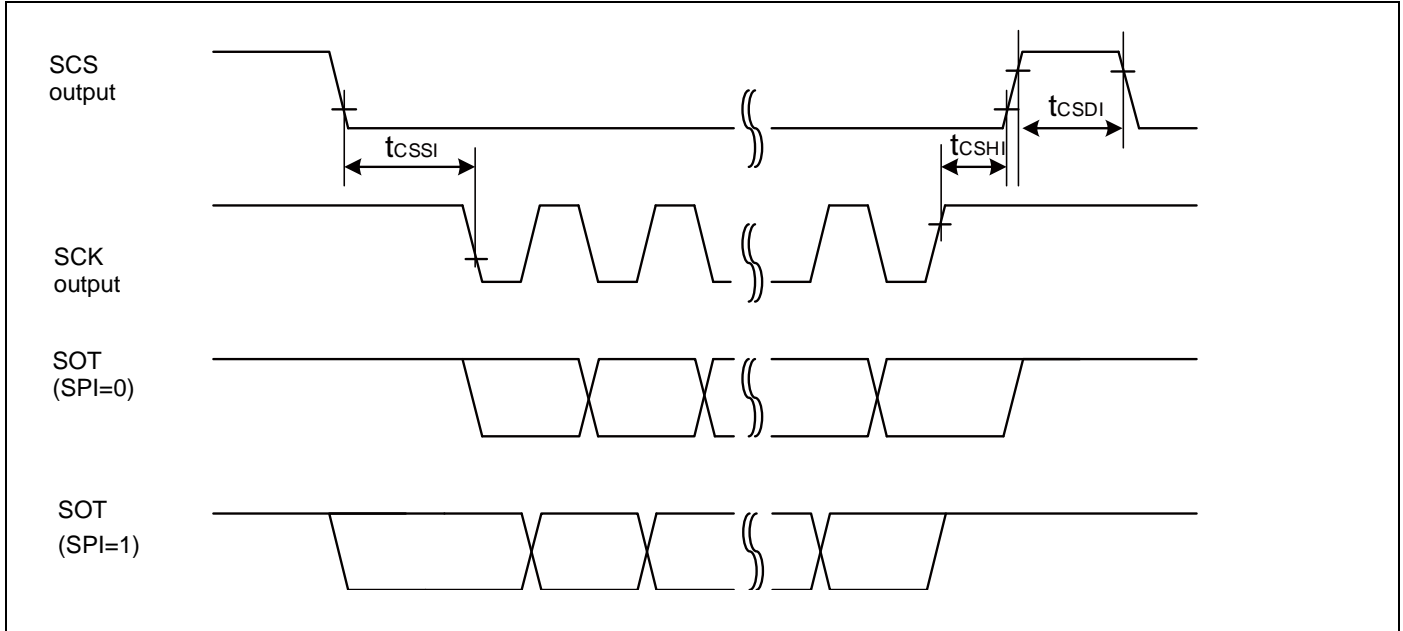 SCS
output
tCSDI
tCSSI
tCSHI
SCK
output
SOT
(SPI=0)
SOT
(SPI=1)